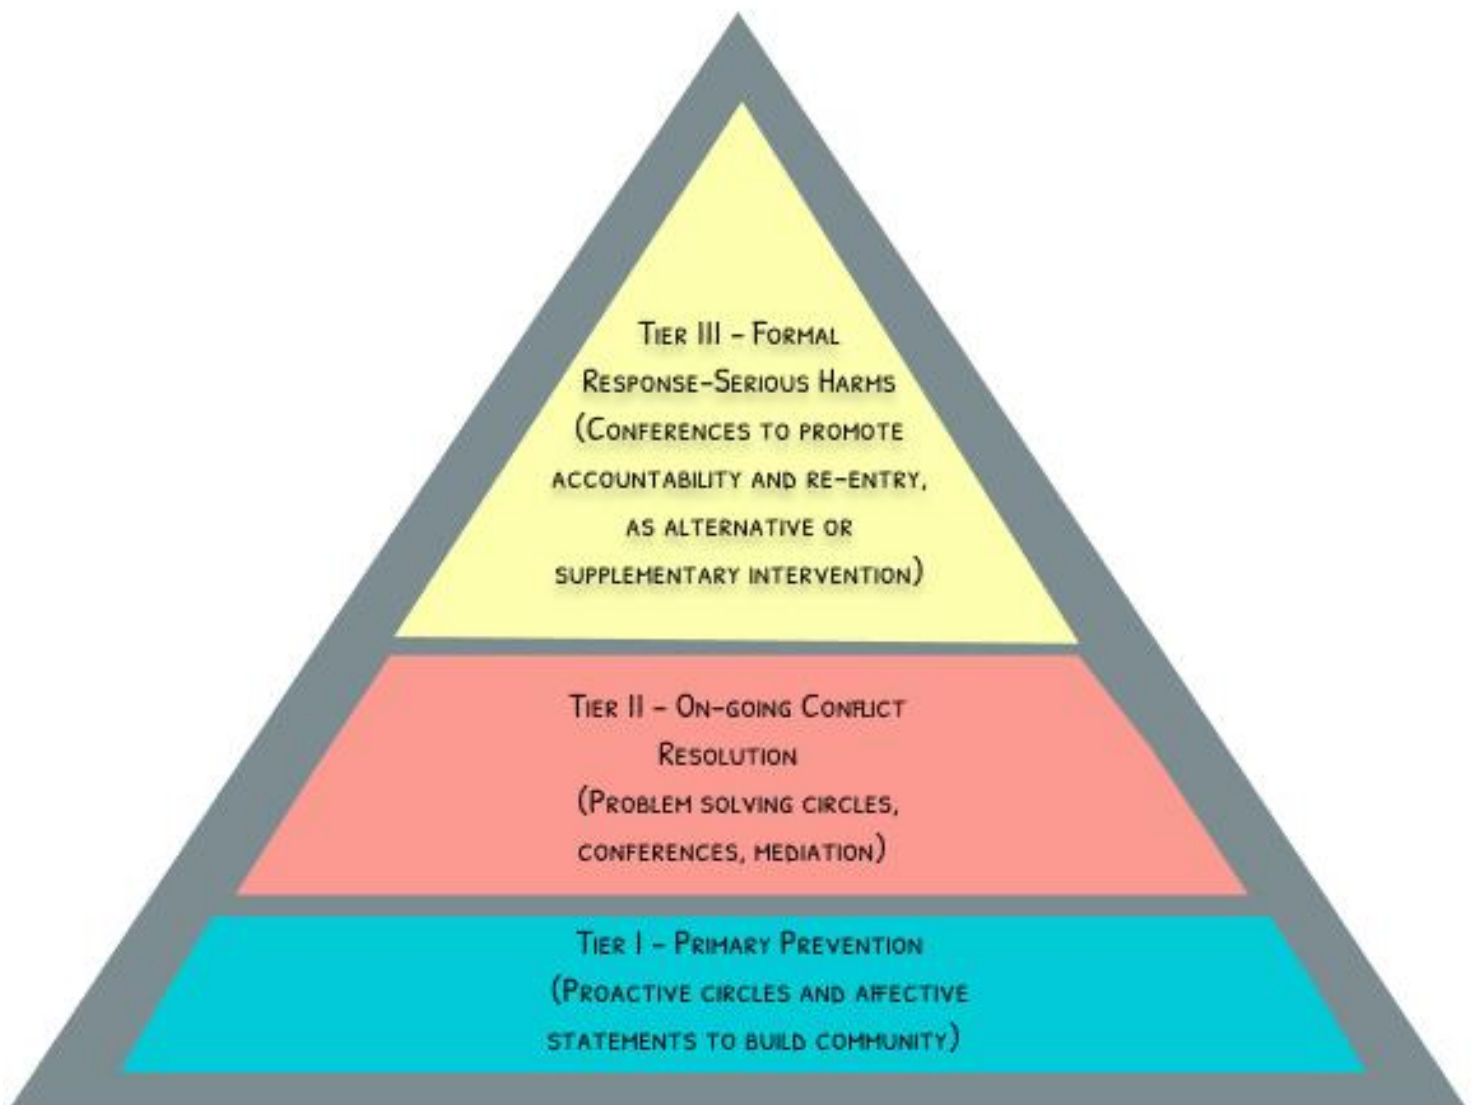 Tier III - Formal
Response-Serious Harms
(Conferences to promote
accountability and re-entry,
as alternative or
supplementary intervention)
Tier II - On-going Conflict
Resolution
(Problem solving circles,
conferences, mediation)
Tier I - Primary Prevention
(Proactive circles and affective
statements to build community)